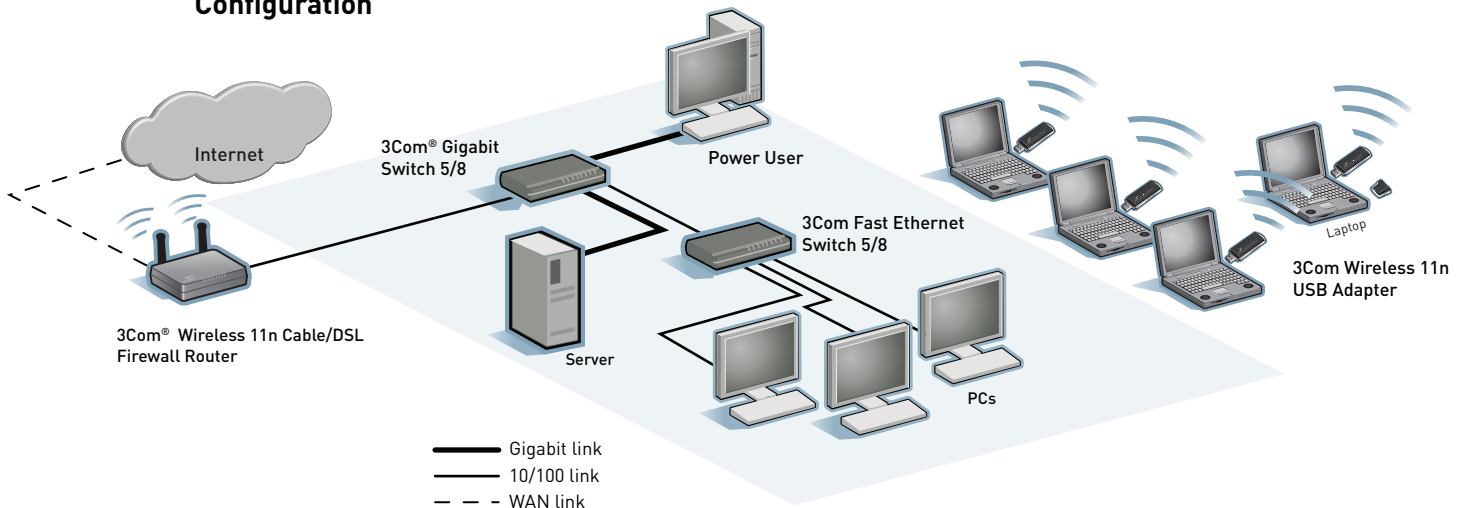 Configuration
Internet
3Com® Gigabit
Switch 5/8
Power User
3Com Fast Ethernet
Switch 5/8
Laptop
3Com Wireless 11n
USB Adapter
3Com® Wireless 11n Cable/DSL
Firewall Router
Server
PCs
Gigabit link
10/100 link
WAN link